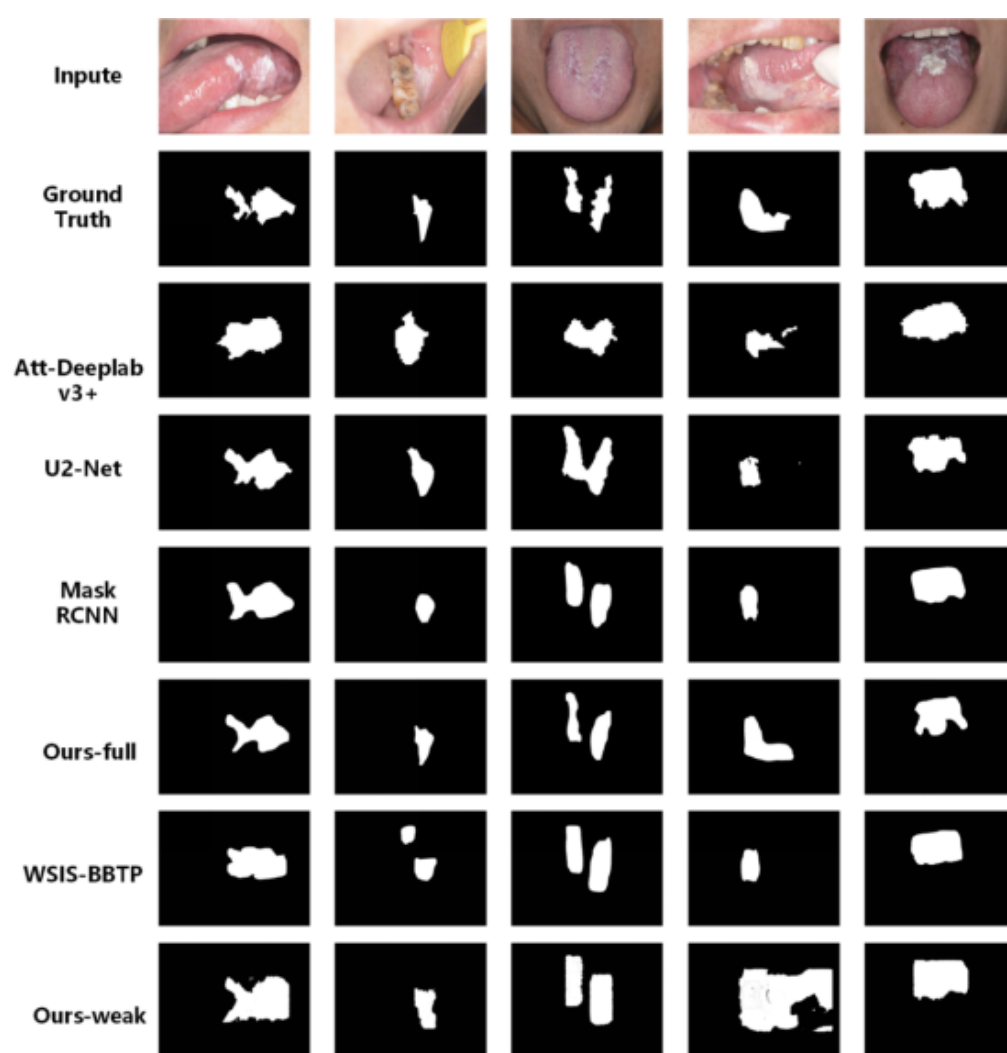 Inpute
Ground
Truth
Att-Deeplab
v3+
U2-Net
Mask
RCNN
Ours-full
WSIS-BBTP
Ours-weak